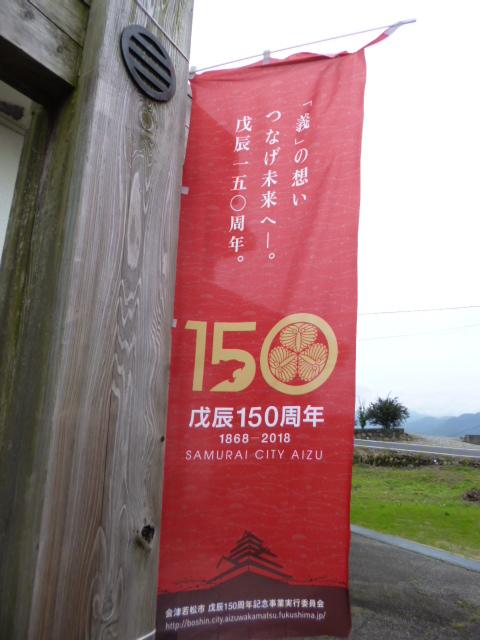 「義」の想い
つなげ未来へ―。
戊辰一五〇周年。
150
戊辰150周年
1868-2018
SAMURAI CITY AIZU
会津若松市 戊辰150周年記念事業実行委員会
http://boshin.city.aizuwakamatsu.fukushima.jp/